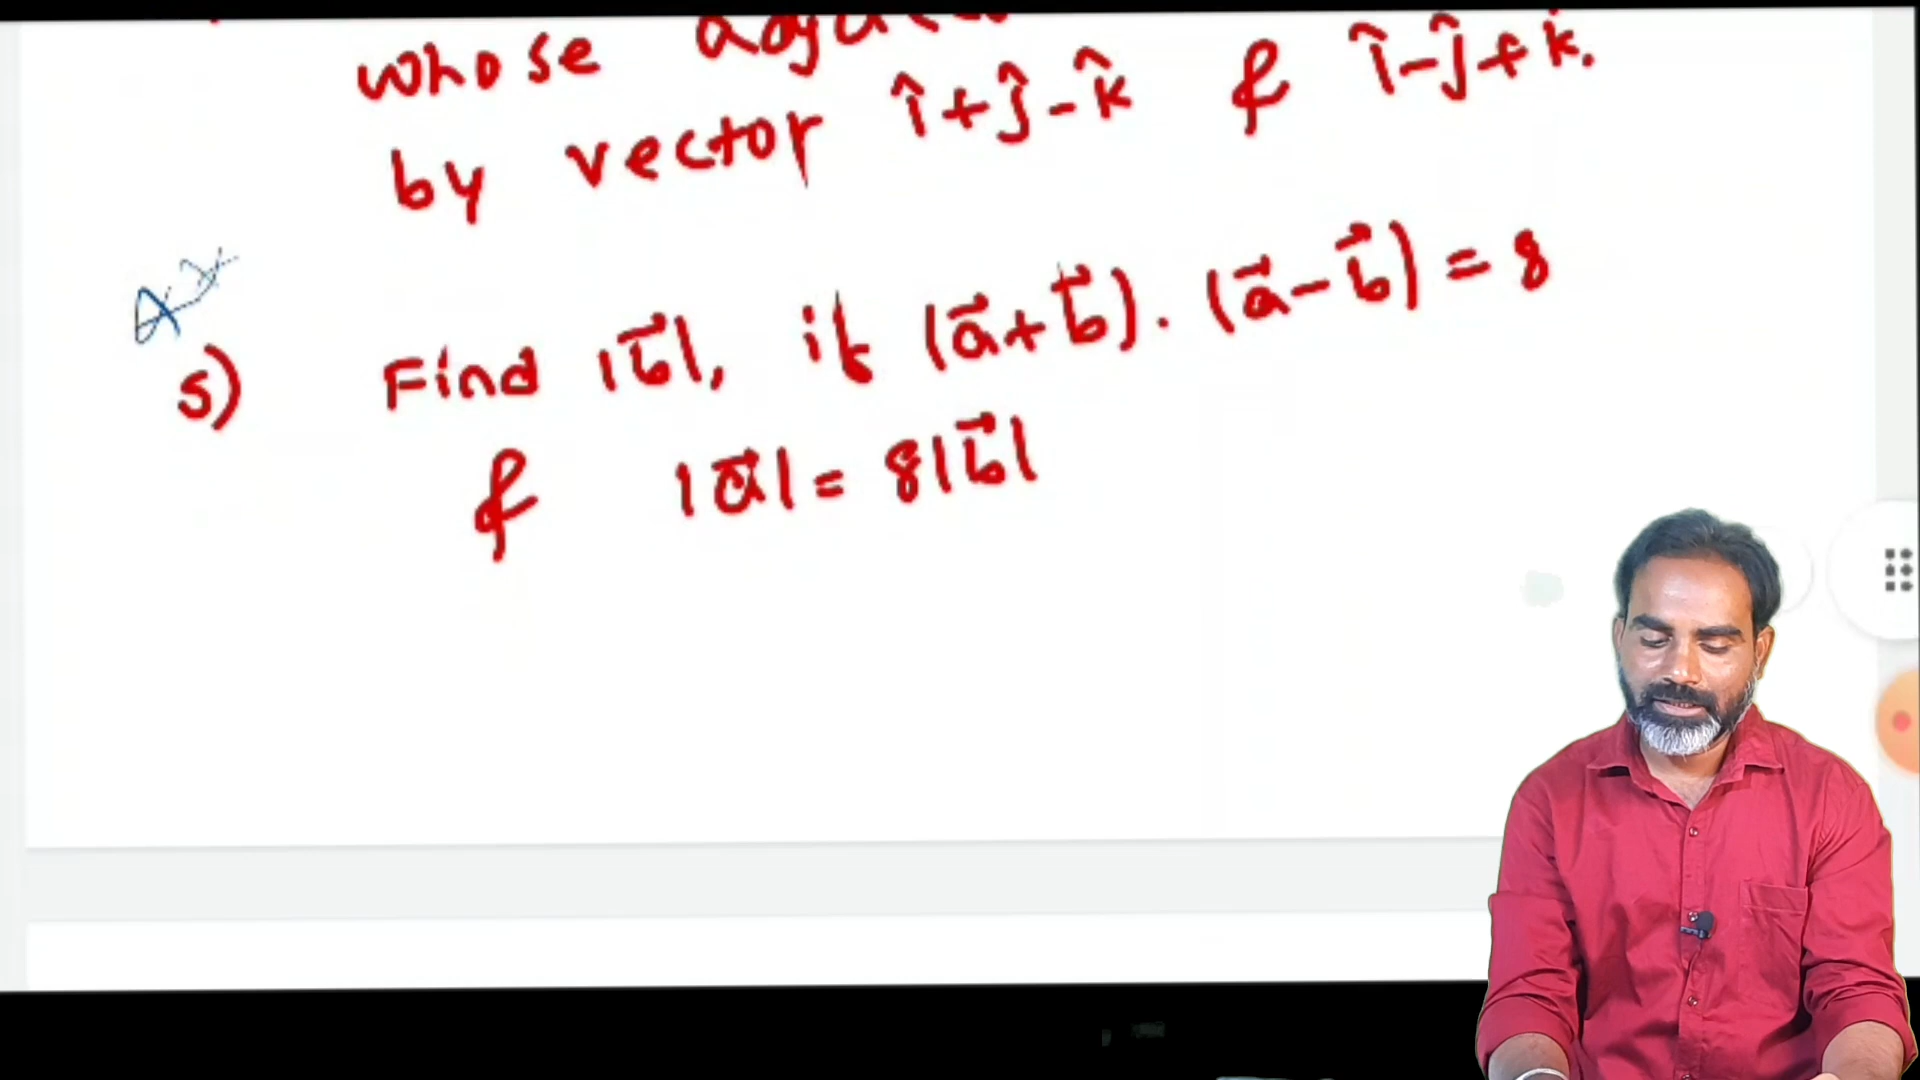 whose
by vector î+ĵ-k̂ & î-ĵ+k̂.
5) Find |b⃗|, if (a⃗+b⃗).(a⃗-b⃗)=8
& |a⃗|=8|b⃗|